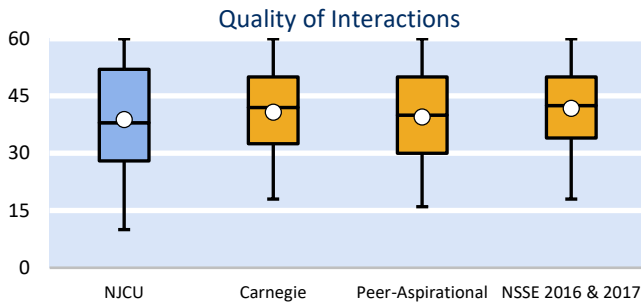 Quality of Interactions
60
45
30
15
0
NJCU
Carnegie
Peer-Aspirational
NSSE 2016 & 2017